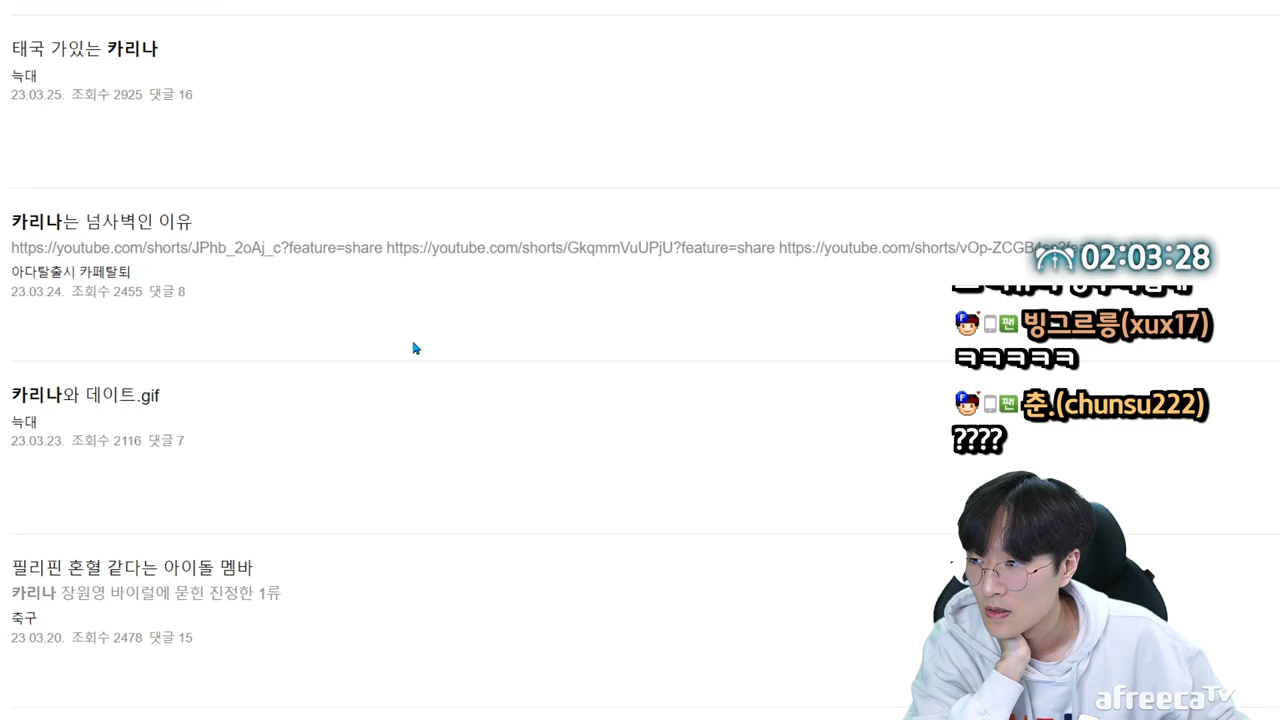 태국 가있는 카리나
늑대
23.03.25. 조회수 2925 댓글 16
카리나는 넘사벽인 이유
https://youtube.com/shorts/JPhb_2oAj_c?feature=share https://youtube.com/shorts/GkqmmVuUPjU?feature=share https://youtube.com/shorts/vOp-ZCGB
아다탈출시 카페탈퇴
23.03.24. 조회수 2455 댓글 8
카리나와 데이트.gif
늑대
23.03.23. 조회수 2116 댓글 7
필리핀 혼혈 같다는 아이돌 멤바
카리나 장원영 바이럴에 묻힌 진정한 1류
축구
23.03.20. 조회수 2478 댓글 15
02:03:28
팬 빙그르릉(xux17)
ㅋㅋㅋㅋㅋ
팬 춘.(chunsu222)
????
afreecaTV